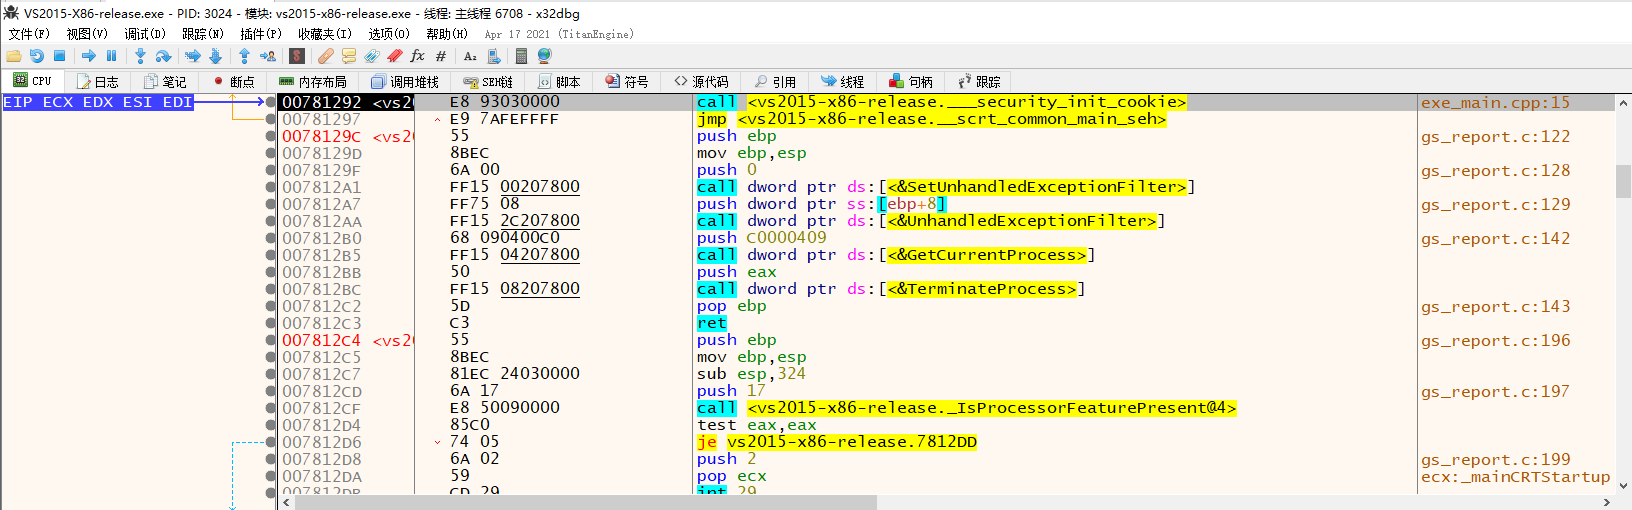 VS2015-X86-release.exe - PID: 3024 - 模块: vs2015-x86-release.exe - 线程: 主线程 6708 - x32dbg
文件(F) 视图(V) 调试(D) 跟踪(N) 插件(P) 收藏夹(I) 选项(O) 帮助(H) Apr 17 2021 (TitanEngine)
CPU 日志 笔记 断点 内存布局 调用堆栈 SEH链 脚本 符号 源代码 引用 线程 句柄 跟踪
EIP ECX EDX ESI EDI 00781292 <vs20 E8 93030000 call <vs2015-x86-release.___security_init_cookie> exe_main.cpp:15
00781297 E9 7AFEFFFF jmp <vs2015-x86-release.__scrt_common_main_seh>
0078129C <vs20 55 push ebp gs_report.c:122
0078129D 8BEC mov ebp,esp
0078129F 6A 00 push 0 gs_report.c:128
007812A1 FF15 00207800 call dword ptr ds:[<&SetUnhandledExceptionFilter>]
007812A7 FF75 08 push dword ptr ss:[ebp+8] gs_report.c:129
007812AA FF15 2C207800 call dword ptr ds:[<&UnhandledExceptionFilter>]
007812B0 68 090400C0 push C0000409 gs_report.c:142
007812B5 FF15 04207800 call dword ptr ds:[<&GetCurrentProcess>]
007812BB 50 push eax
007812BC FF15 08207800 call dword ptr ds:[<&TerminateProcess>]
007812C2 5D pop ebp gs_report.c:143
007812C3 C3 ret
007812C4 <vs20 55 push ebp gs_report.c:196
007812C5 8BEC mov ebp,esp
007812C7 81EC 24030000 sub esp,324
007812CD 6A 17 push 17 gs_report.c:197
007812CF E8 50090000 call <vs2015-x86-release._IsProcessorFeaturePresent@4>
007812D4 85C0 test eax,eax
007812D6 74 05 je vs2015-x86-release.7812DD
007812D8 6A 02 push 2 gs_report.c:199
007812DA 59 pop ecx ecx:_mainCRTStartup
007812DB CD 29 int 29